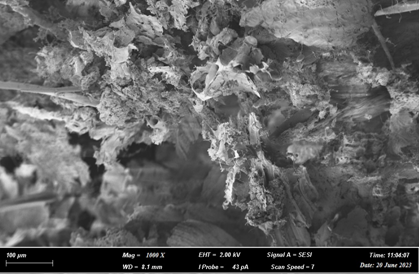 100 µm Mag = 1000 X EHT = 2.00 kV Signal A = SESI Time: 11:04:01
WD = 8.1 mm I Probe = 43 pA Scan Speed = 7 Date: 20 June 2023